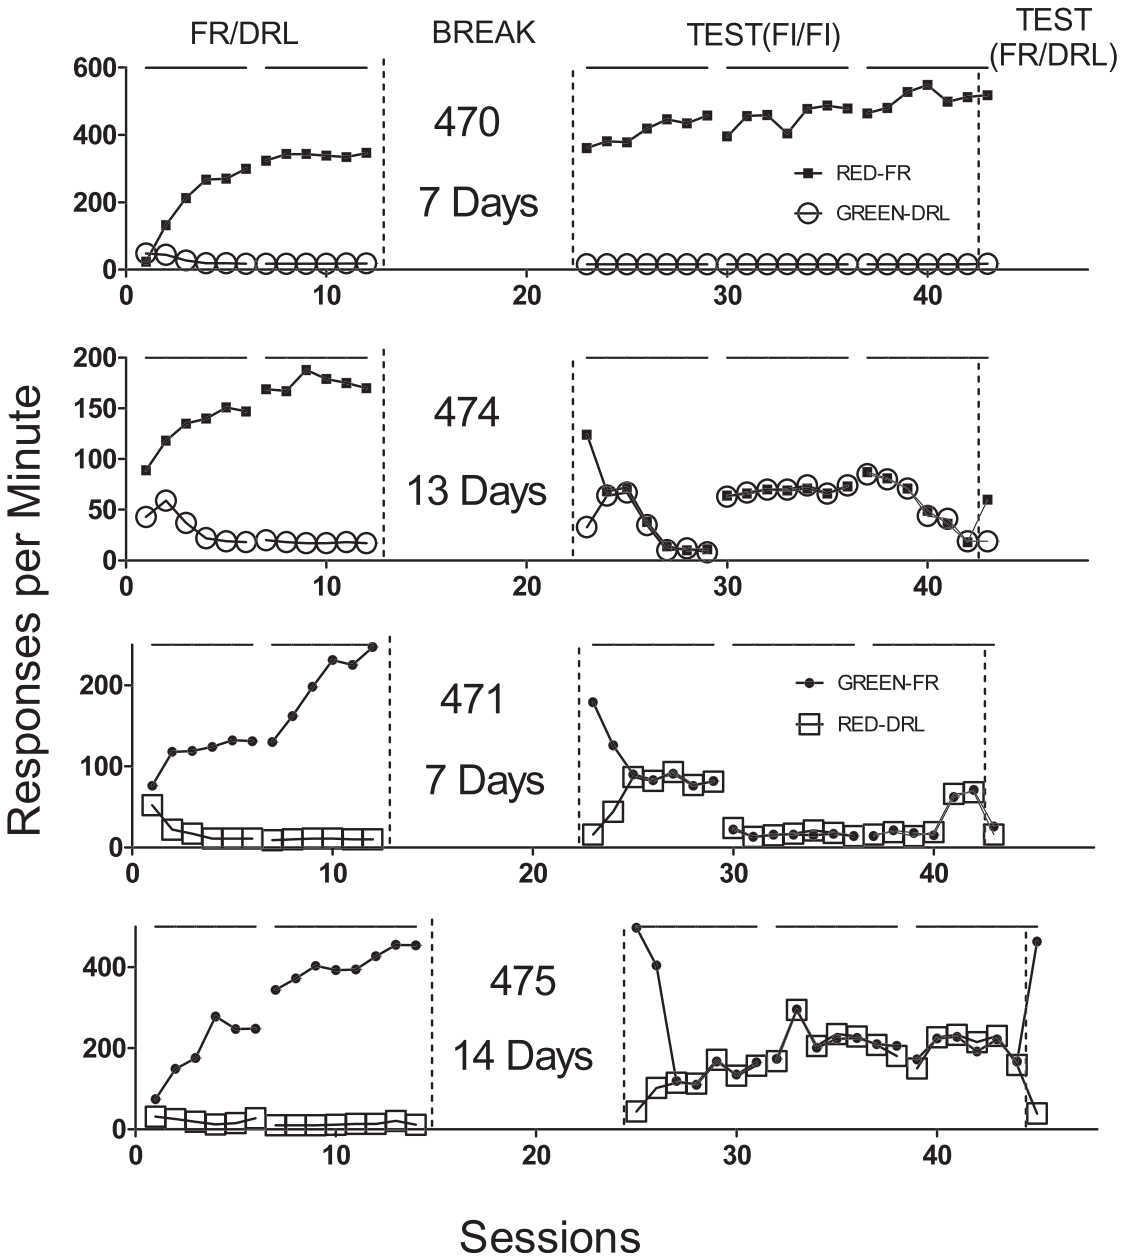 FR/DRL
BREAK
TEST(FI/FI)
TEST
(FR/DRL)
600
400
200
0
470
7 Days
RED-FR
GREEN-DRL
0
10
20
30
40
200
150
100
50
0
474
13 Days
0
10
20
30
40
200
100
0
471
7 Days
GREEN-FR
RED-DRL
0
10
20
30
40
400
200
0
475
14 Days
0
10
20
30
40
Responses per Minute
Sessions